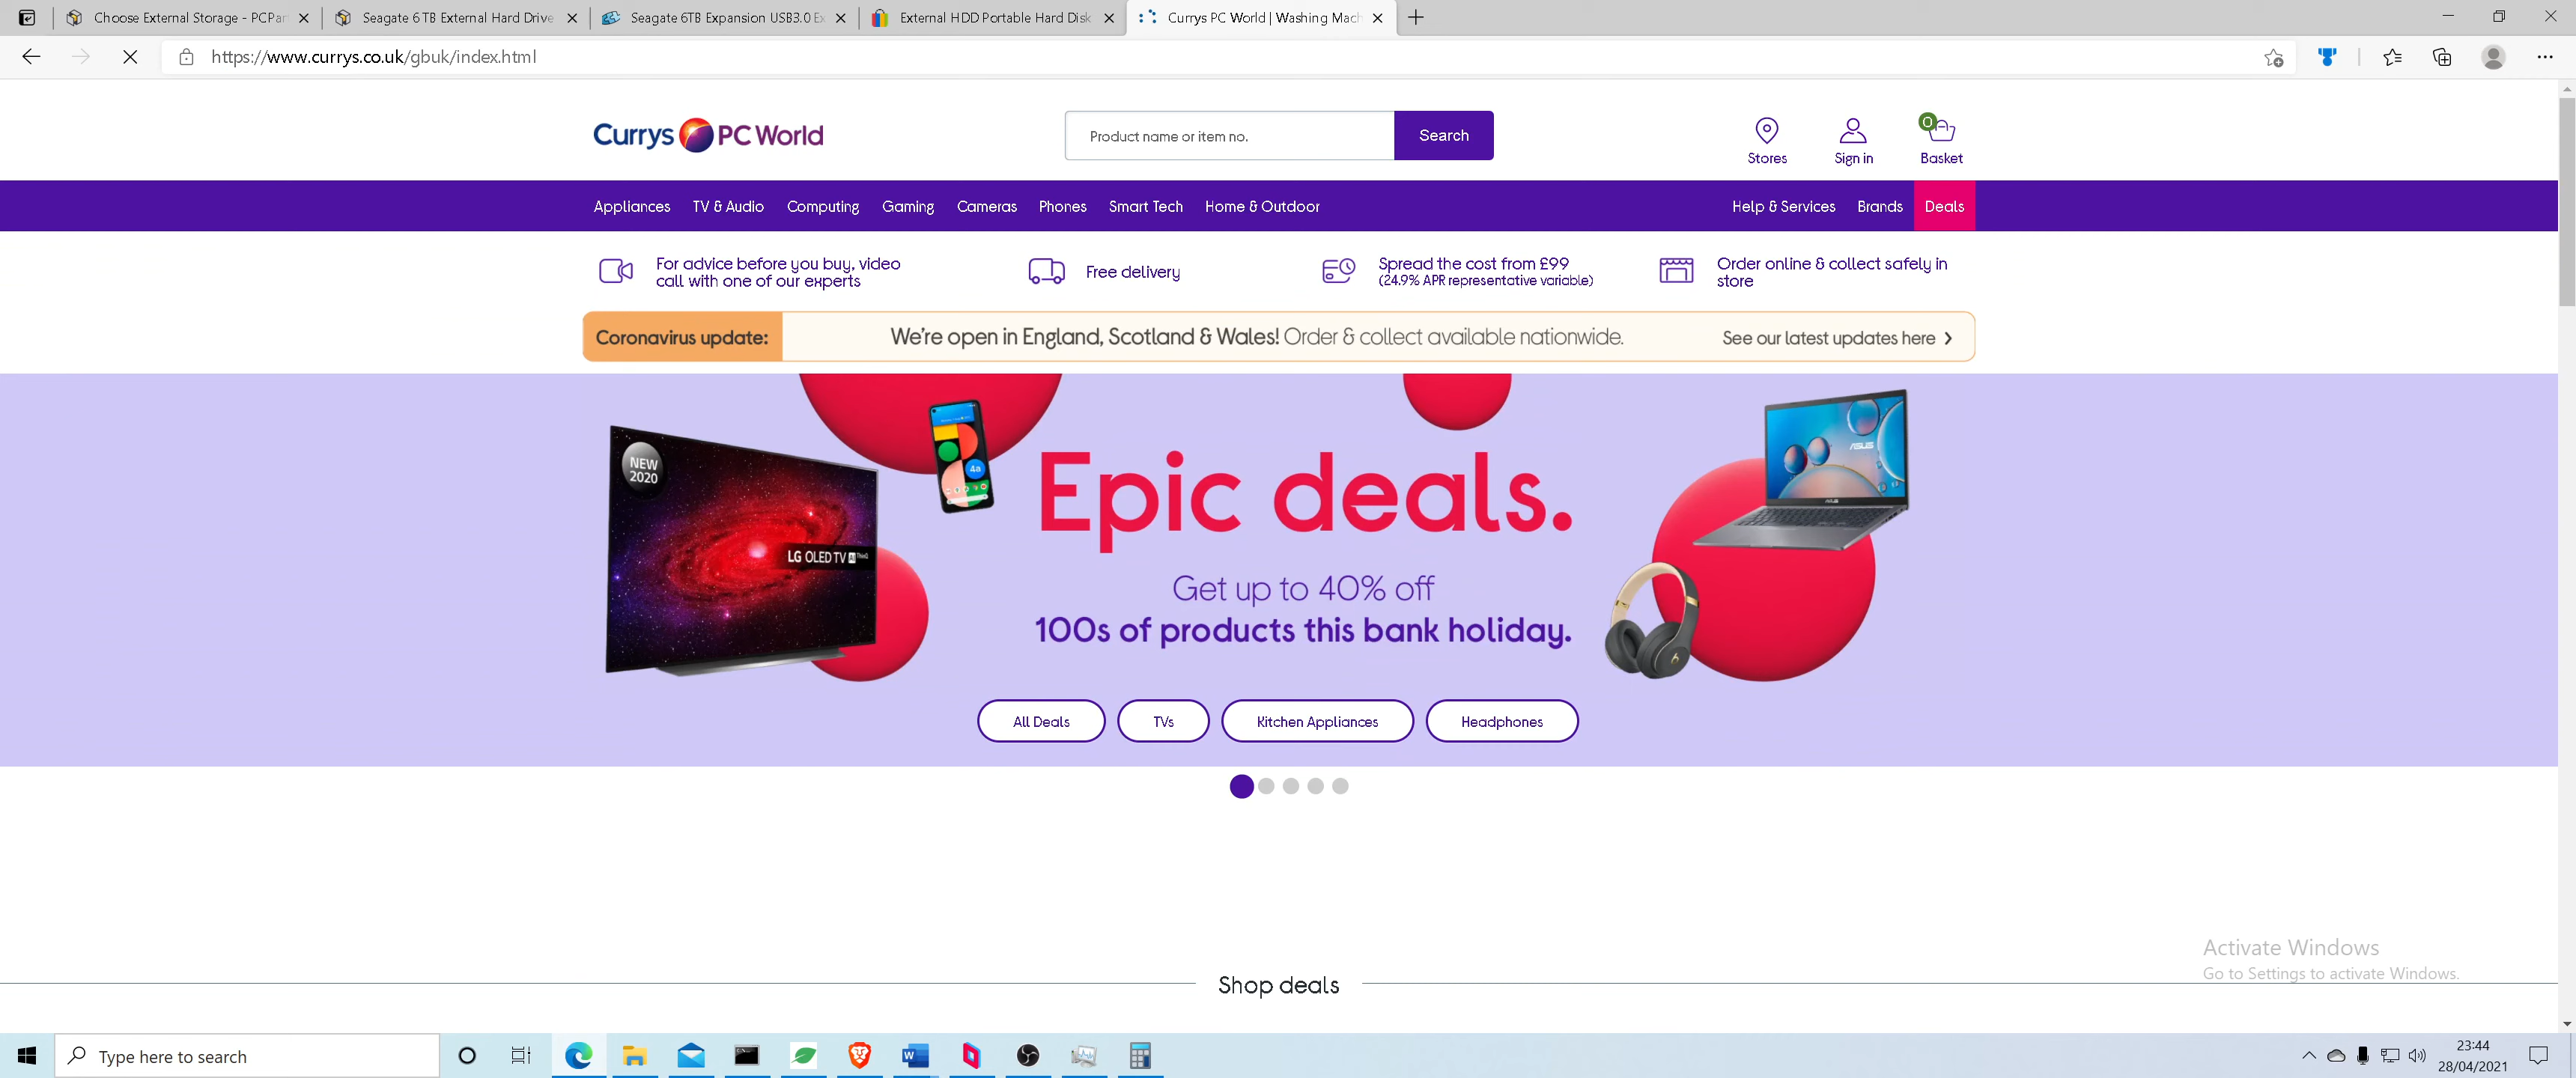 Choose External Storage - PCPar
Seagate 6 TB External Hard Drive
Seagate 6TB Expansion USB3.0 Ex
External HDD Portable Hard Disk
Currys PC World | Washing Mach
https://www.currys.co.uk/gbuk/index.html
Currys PC World
Product name or item no.
Search
Stores
Sign in
0
Basket
Appliances
TV & Audio
Computing
Gaming
Cameras
Phones
Smart Tech
Home & Outdoor
Help & Services
Brands
Deals
For advice before you buy, video
call with one of our experts
Free delivery
Spread the cost from £99
(24.9% APR representative variable)
Order online & collect safely in
store
Coronavirus update:
We're open in England, Scotland & Wales! Order & collect available nationwide.
See our latest updates here
NEW
2020
LG OLED TV AI ThinQ
4a
ASUS
Epic deals.
Get up to 40% off
100s of products this bank holiday.
All Deals
TVs
Kitchen Appliances
Headphones
Shop deals
Activate Windows
Go to Settings to activate Windows.
Type here to search
23:44
28/04/2021